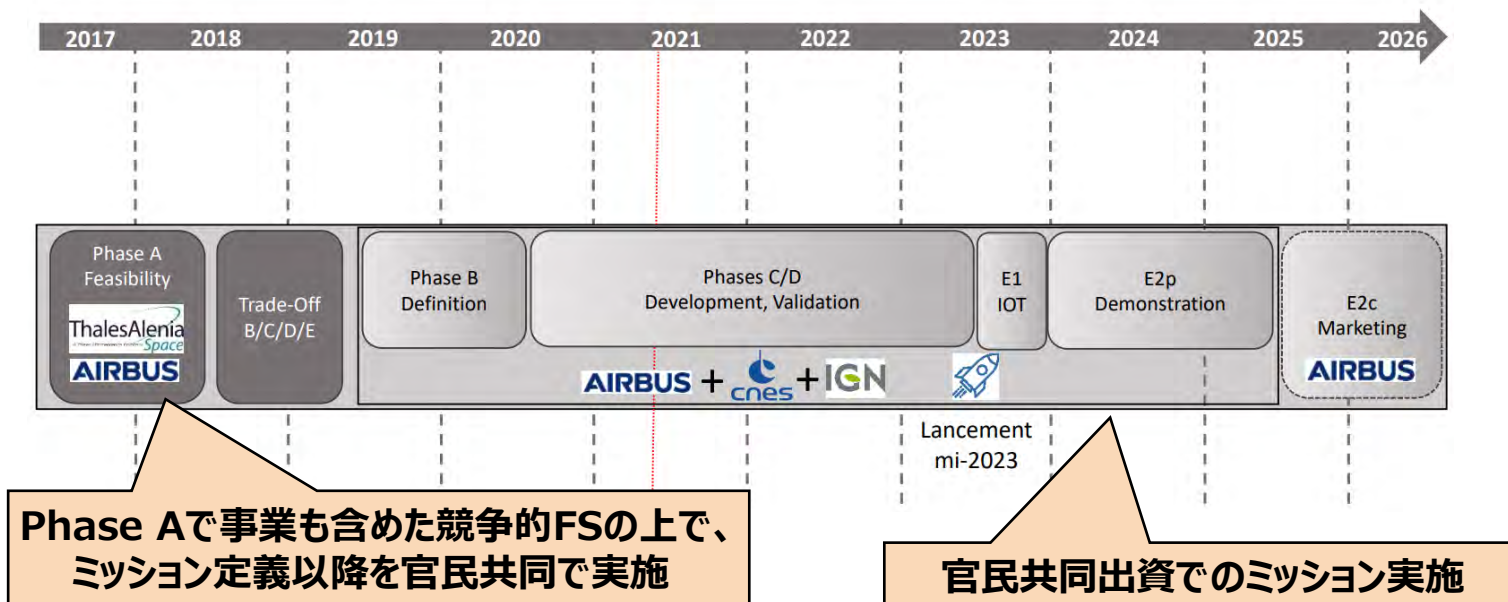 2017 2018 2019 2020 2021 2022 2023 2024 2025 2026
Phase A
Feasibility
ThalesAlenia
Space
AIRBUS
Trade-Off
B/C/D/E
Phase B
Definition
Phases C/D
Development, Validation
E1
IOT
E2p
Demonstration
E2c
Marketing
AIRBUS
AIRBUS + cnes + IGN
Lancement
mi-2023
Phase Aで事業も含めた競争的FSの上で、
ミッション定義以降を官民共同で実施
官民共同出資でのミッション実施